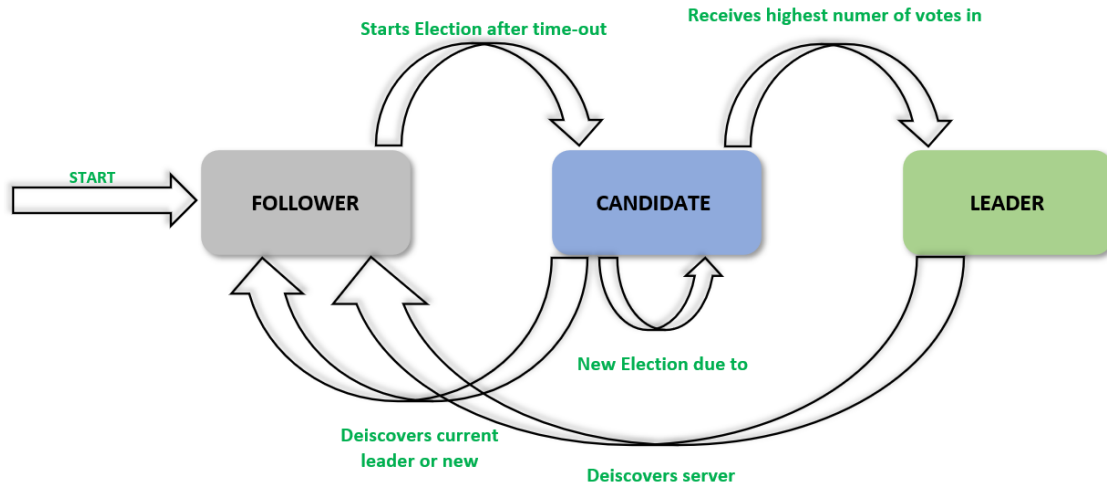 Starts Election after time-out
Receives highest numer of votes in
START
FOLLOWER
CANDIDATE
LEADER
New Election due to
Deiscovers current
leader or new
Deiscovers server